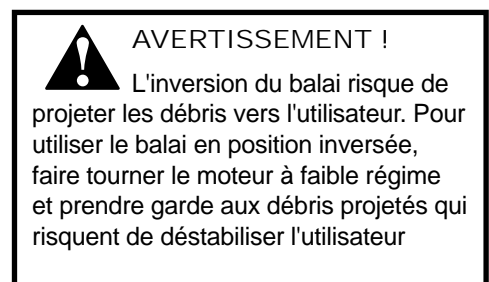 AVERTISSEMENT !
L'inversion du balai risque de
projeter les débris vers l'utilisateur. Pour
utiliser le balai en position inversée,
faire tourner le moteur à faible régime
et prendre garde aux débris projetés qui
risquent de déstabiliser l'utilisateur